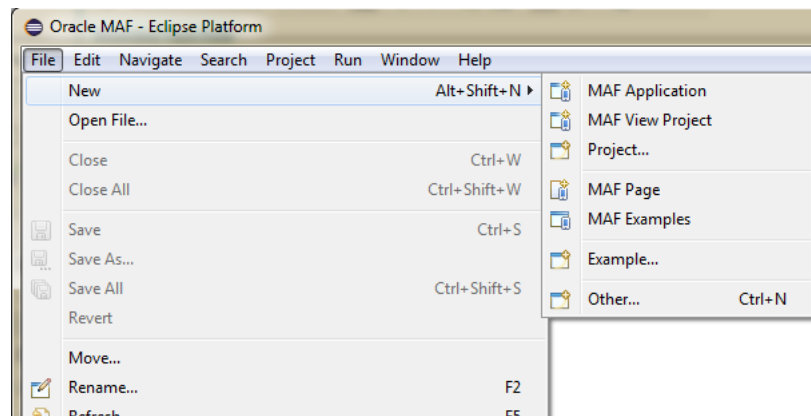 Oracle MAF - Eclipse Platform
File Edit Navigate Search Project Run Window Help
New Alt+Shift+N
Open File...
Close Ctrl+W
Close All Ctrl+Shift+W
Save Ctrl+S
Save As...
Save All Ctrl+Shift+S
Revert
Move...
Rename... F2
Refresh F5
MAF Application
MAF View Project
Project...
MAF Page
MAF Examples
Example...
Other... Ctrl+N